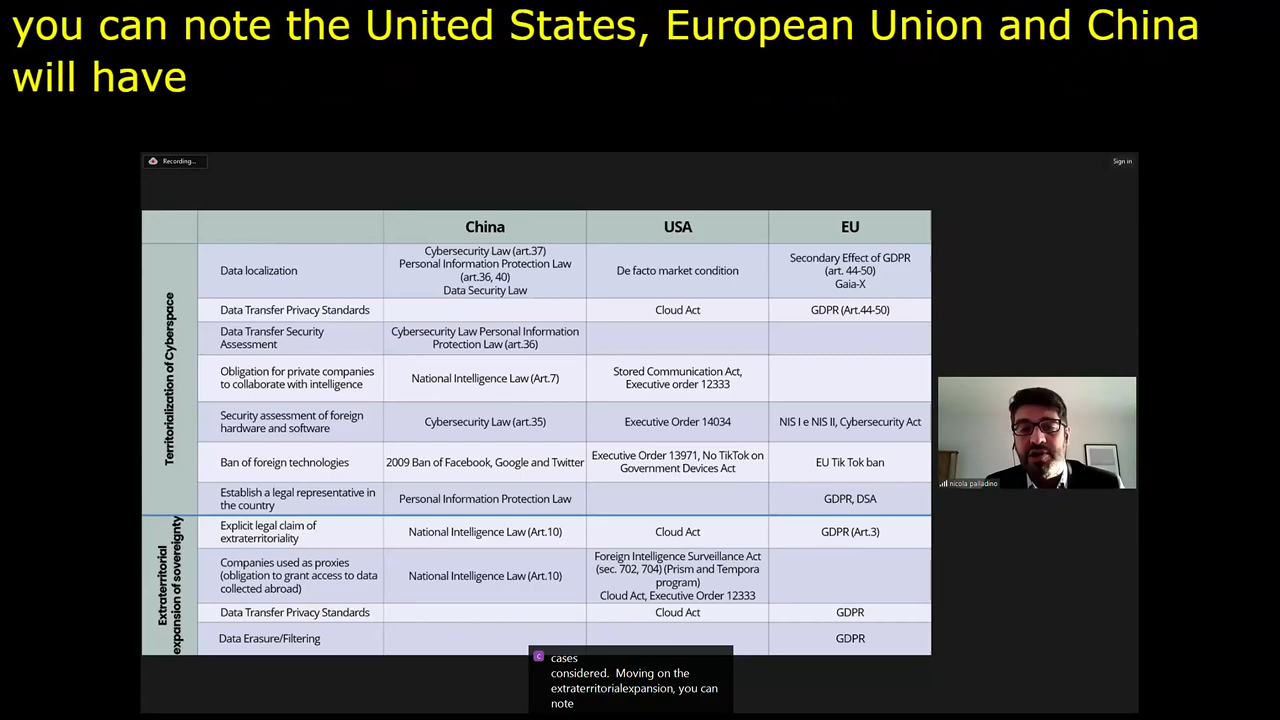 you can note the United States, European Union and China
will have
Recording...
Sign in
China
USA
EU
Territorialization of Cyberspace
Data localization
Cybersecurity Law (art.37)
Personal Information Protection Law
(art.36, 40)
Data Security Law
De facto market condition
Secondary Effect of GDPR
(art. 44-50)
Gaia-X
Data Transfer Privacy Standards
Cloud Act
GDPR (Art.44-50)
Data Transfer Security
Assessment
Cybersecurity Law Personal Information
Protection Law (art.36)
Obligation for private companies
to collaborate with intelligence
National Intelligence Law (Art.7)
Stored Communication Act,
Executive order 12333
Security assessment of foreign
hardware and software
Cybersecurity Law (art.35)
Executive Order 14034
NIS I e NIS II, Cybersecurity Act
Ban of foreign technologies
2009 Ban of Facebook, Google and Twitter
Executive Order 13971, No TikTok on
Government Devices Act
EU Tik Tok ban
Establish a legal representative in
the country
Personal Information Protection Law
GDPR, DSA
Extraterritorial
expansion of sovereignty
Explicit legal claim of
extraterritoriality
National Intelligence Law (Art.10)
Cloud Act
GDPR (Art.3)
Companies used as proxies
(obligation to grant access to data
collected abroad)
National Intelligence Law (Art.10)
Foreign Intelligence Surveillance Act
(sec. 702, 704) (Prism and Tempora
program)
Cloud Act, Executive Order 12333
Data Transfer Privacy Standards
Cloud Act
GDPR
Data Erasure/Filtering
GDPR
nicola palladino
C
cases
considered. Moving on the
extraterritorialexpansion, you can
note